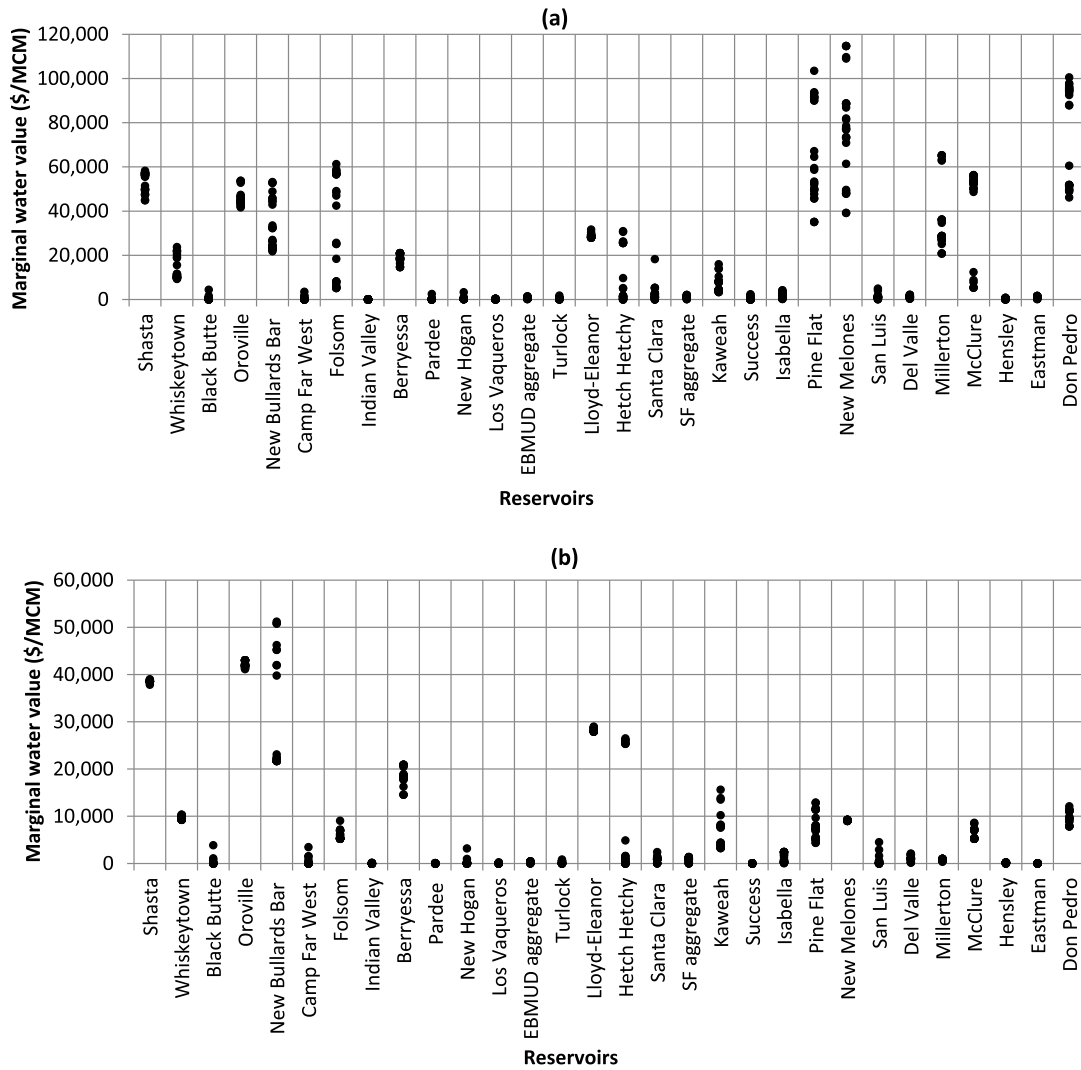 (a)
Marginal water value ($/MCM)
120,000
100,000
80,000
60,000
40,000
20,000
0
Shasta
Whiskeytown
Black Butte
Oroville
New Bullards Bar
Camp Far West
Folsom
Indian Valley
Berryessa
Pardee
New Hogan
Los Vaqueros
EBMUD aggregate
Turlock
Lloyd-Eleanor
Hetch Hetchy
Santa Clara
SF aggregate
Kaweah
Success
Isabella
Pine Flat
New Melones
San Luis
Del Valle
Millerton
McClure
Hensley
Eastman
Don Pedro
Reservoirs
(b)
Marginal water value ($/MCM)
60,000
50,000
40,000
30,000
20,000
10,000
0
Shasta
Whiskeytown
Black Butte
Oroville
New Bullards Bar
Camp Far West
Folsom
Indian Valley
Berryessa
Pardee
New Hogan
Los Vaqueros
EBMUD aggregate
Turlock
Lloyd-Eleanor
Hetch Hetchy
Santa Clara
SF aggregate
Kaweah
Success
Isabella
Pine Flat
New Melones
San Luis
Del Valle
Millerton
McClure
Hensley
Eastman
Don Pedro
Reservoirs